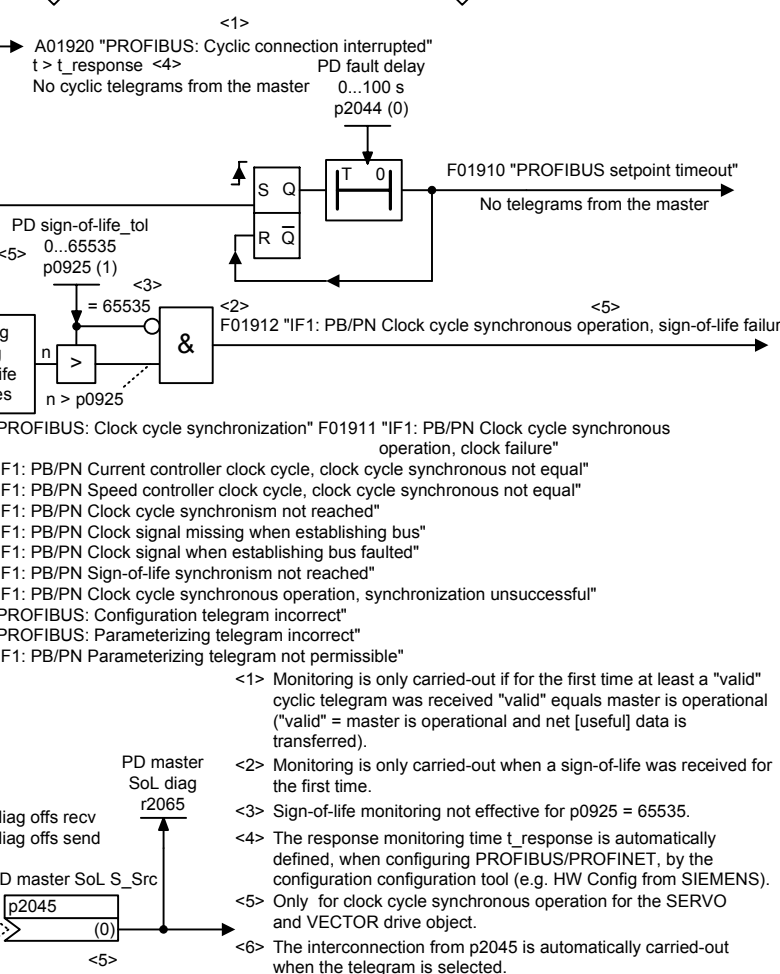 <1>
A01920 "PROFIBUS: Cyclic connection interrupted"
t > t_response <4>
No cyclic telegrams from the master
PD fault delay
0...100 s
p2044 (0)
T 0
S Q
R Q̅
F01910 "PROFIBUS setpoint timeout"
No telegrams from the master
PD sign-of-life_tol
<5> 0...65535
p0925 (1)
<3>
= 65535
<2>
<5>
F01912 "IF1: PB/PN Clock cycle synchronous operation, sign-of-life failur
&
n
>
n > p0925
g
g
ife
es
PROFIBUS: Clock cycle synchronization" F01911 "IF1: PB/PN Clock cycle synchronous
operation, clock failure"
F1: PB/PN Current controller clock cycle, clock cycle synchronous not equal"
F1: PB/PN Speed controller clock cycle, clock cycle synchronous not equal"
F1: PB/PN Clock cycle synchronism not reached"
F1: PB/PN Clock signal missing when establishing bus"
F1: PB/PN Clock signal when establishing bus faulted"
F1: PB/PN Sign-of-life synchronism not reached"
F1: PB/PN Clock cycle synchronous operation, synchronization unsuccessful"
PROFIBUS: Configuration telegram incorrect"
PROFIBUS: Parameterizing telegram incorrect"
F1: PB/PN Parameterizing telegram not permissible"
<1> Monitoring is only carried-out if for the first time at least a "valid"
cyclic telegram was received "valid" equals master is operational
("valid" = master is operational and net [useful] data is
transferred).
<2> Monitoring is only carried-out when a sign-of-life was received for
the first time.
<3> Sign-of-life monitoring not effective for p0925 = 65535.
<4> The response monitoring time t_response is automatically
defined, when configuring PROFIBUS/PROFINET, by the
configuration configuration tool (e.g. HW Config from SIEMENS).
<5> Only for clock cycle synchronous operation for the SERVO
and VECTOR drive object.
<6> The interconnection from p2045 is automatically carried-out
when the telegram is selected.
PD master
SoL diag
r2065
diag offs recv
diag offs send
D master SoL S_Src
p2045
(0)
<5>